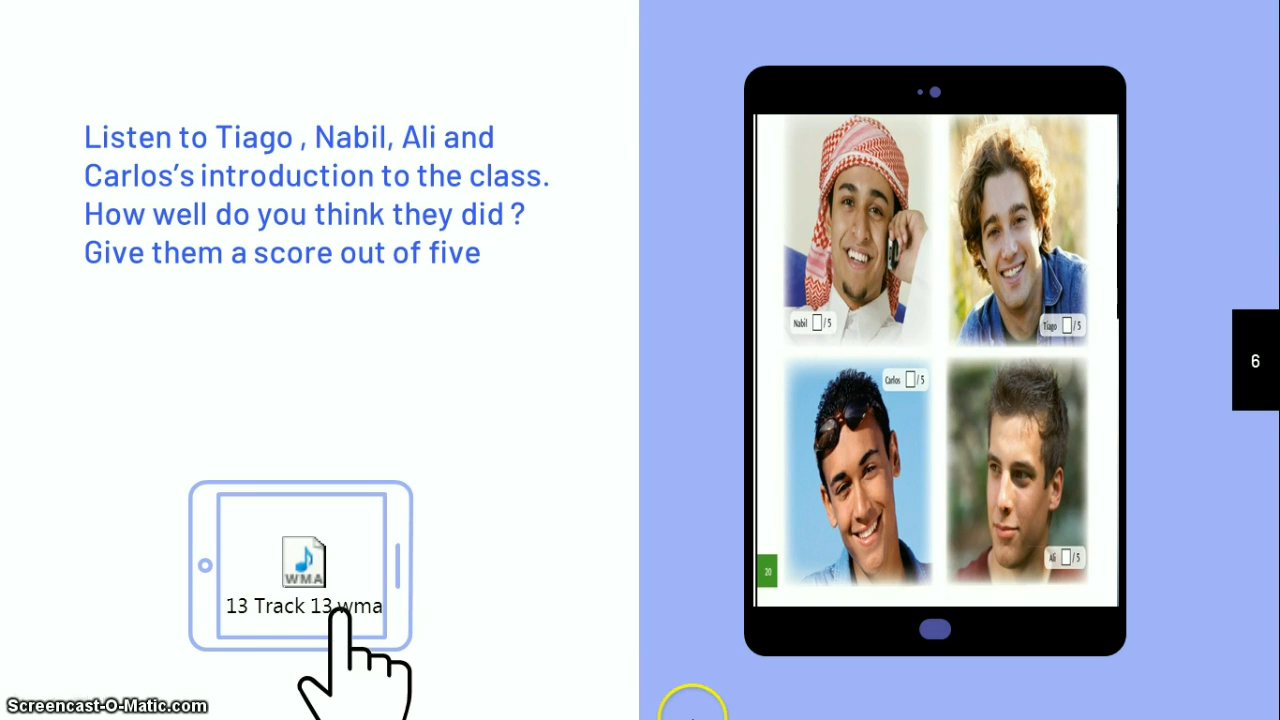 Listen to Tiago , Nabil, Ali and
Carlos's introduction to the class.
How well do you think they did ?
Give them a score out of five
WMA
13 Track 13.wma
Nabil /5
Tiago /5
Carlos /5
Ali /5
20
6
Screencast-O-Matic.com